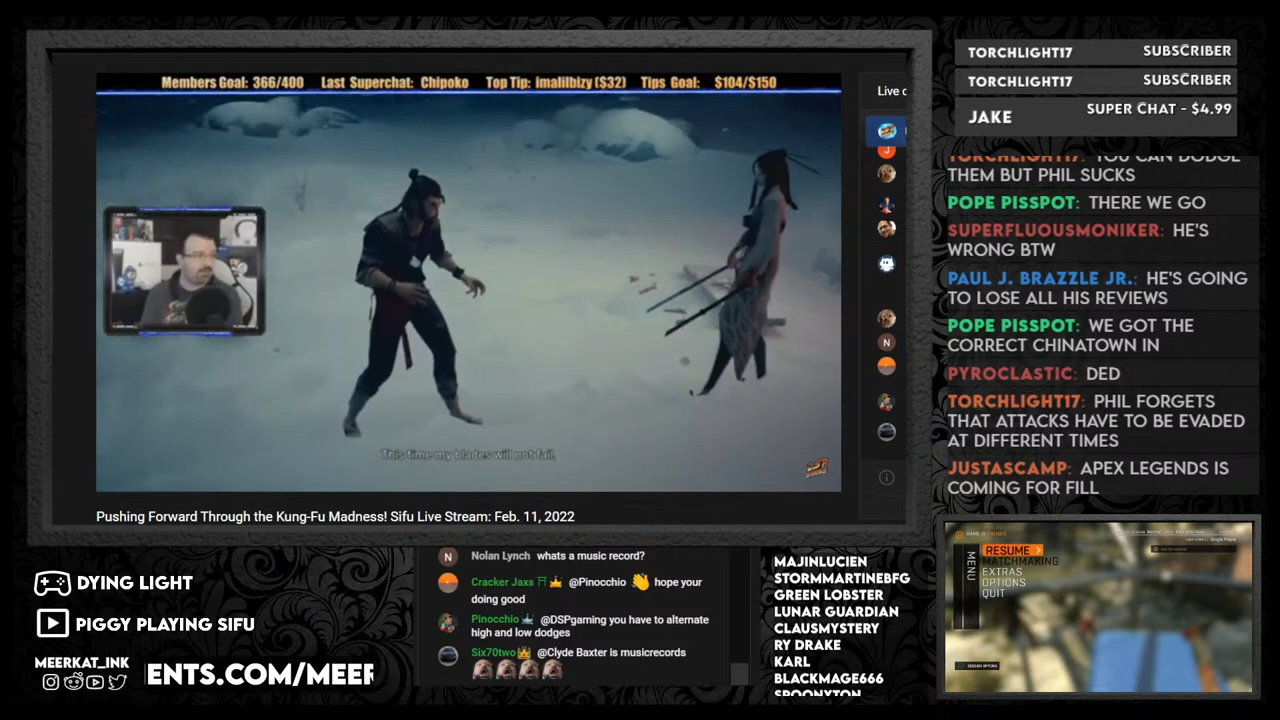 Members Goal: 366/400 Last Superchat: Chipoko Top Tip: imalilbizy ($32) Tips Goal: $104/$150
Live c
This time my blades will not fail.
Pushing Forward Through the Kung-Fu Madness! Sifu Live Stream: Feb. 11, 2022
TORCHLIGHT17 SUBSCRIBER
TORCHLIGHT17 SUBSCRIBER
JAKE SUPER CHAT - $4.99
TORCHLIGHT17: YOU CAN DODGE
THEM BUT PHIL SUCKS
POPE PISSPOT: THERE WE GO
SUPERFLUOUSMONIKER: HE'S
WRONG BTW
PAUL J. BRAZZLE JR.: HE'S GOING
TO LOSE ALL HIS REVIEWS
POPE PISSPOT: WE GOT THE
CORRECT CHINATOWN IN
PYROCLASTIC: DED
TORCHLIGHT17: PHIL FORGETS
THAT ATTACKS HAVE TO BE EVADED
AT DIFFERENT TIMES
JUSTASCAMP: APEX LEGENDS IS
COMING FOR FILL
DYING LIGHT
PIGGY PLAYING SIFU
MEERKAT_INK
ENTS.COM/MEER
N Nolan Lynch whats a music record?
Cracker Jaxs @Pinocchio hope your
doing good
Pinocchio @DSPgaming you have to alternate
high and low dodges
Six70two @Clyde Baxter is musicrecords
MAJINLUCIEN
STORMMARTINEBFG
GREEN LOBSTER
LUNAR GUARDIAN
CLAUSMYSTERY
RY DRAKE
KARL
BLACKMAGE666
SPOONYTON
MENU
RESUME
MATCHMAKING
EXTRAS
OPTIONS
QUIT
SESSION OPTIONS